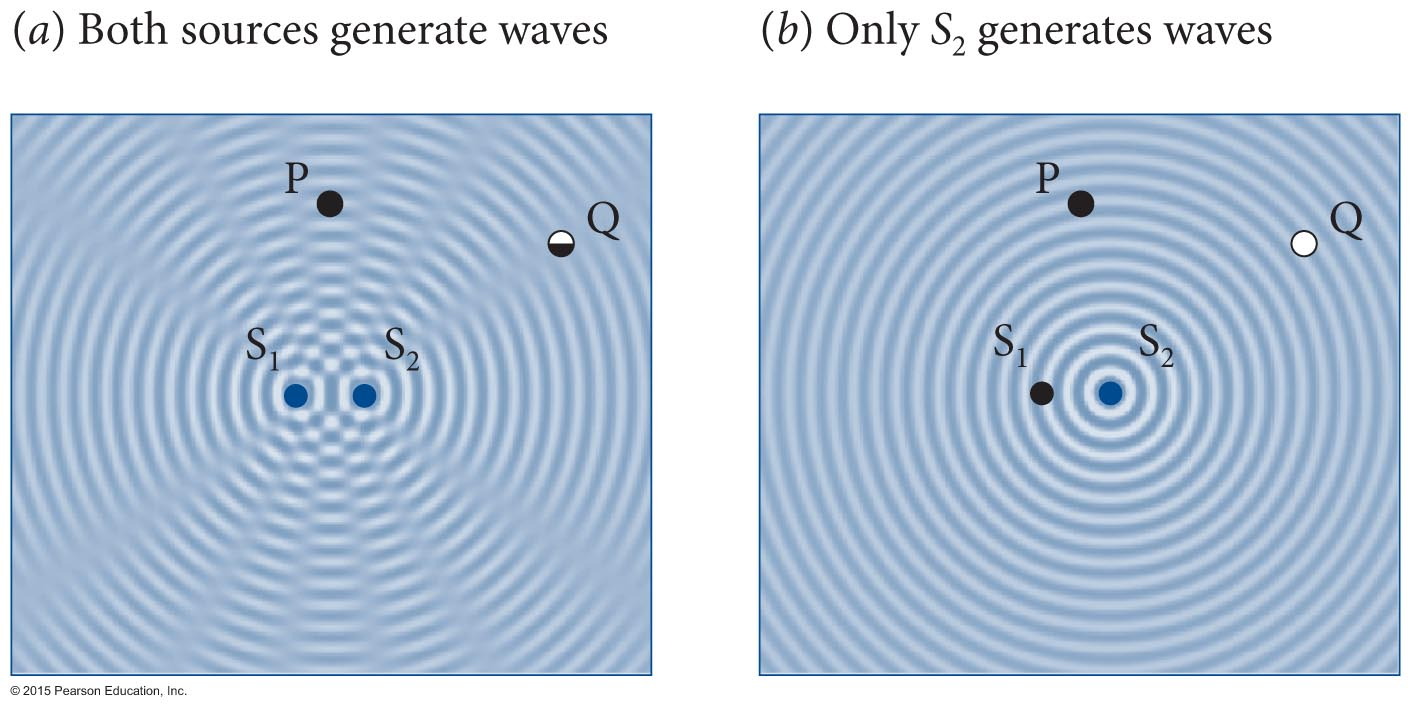 (a) Both sources generate waves
P
Q
S₁ S₂
(b) Only S₂ generates waves
P
Q
S₁ S₂
© 2015 Pearson Education, Inc.